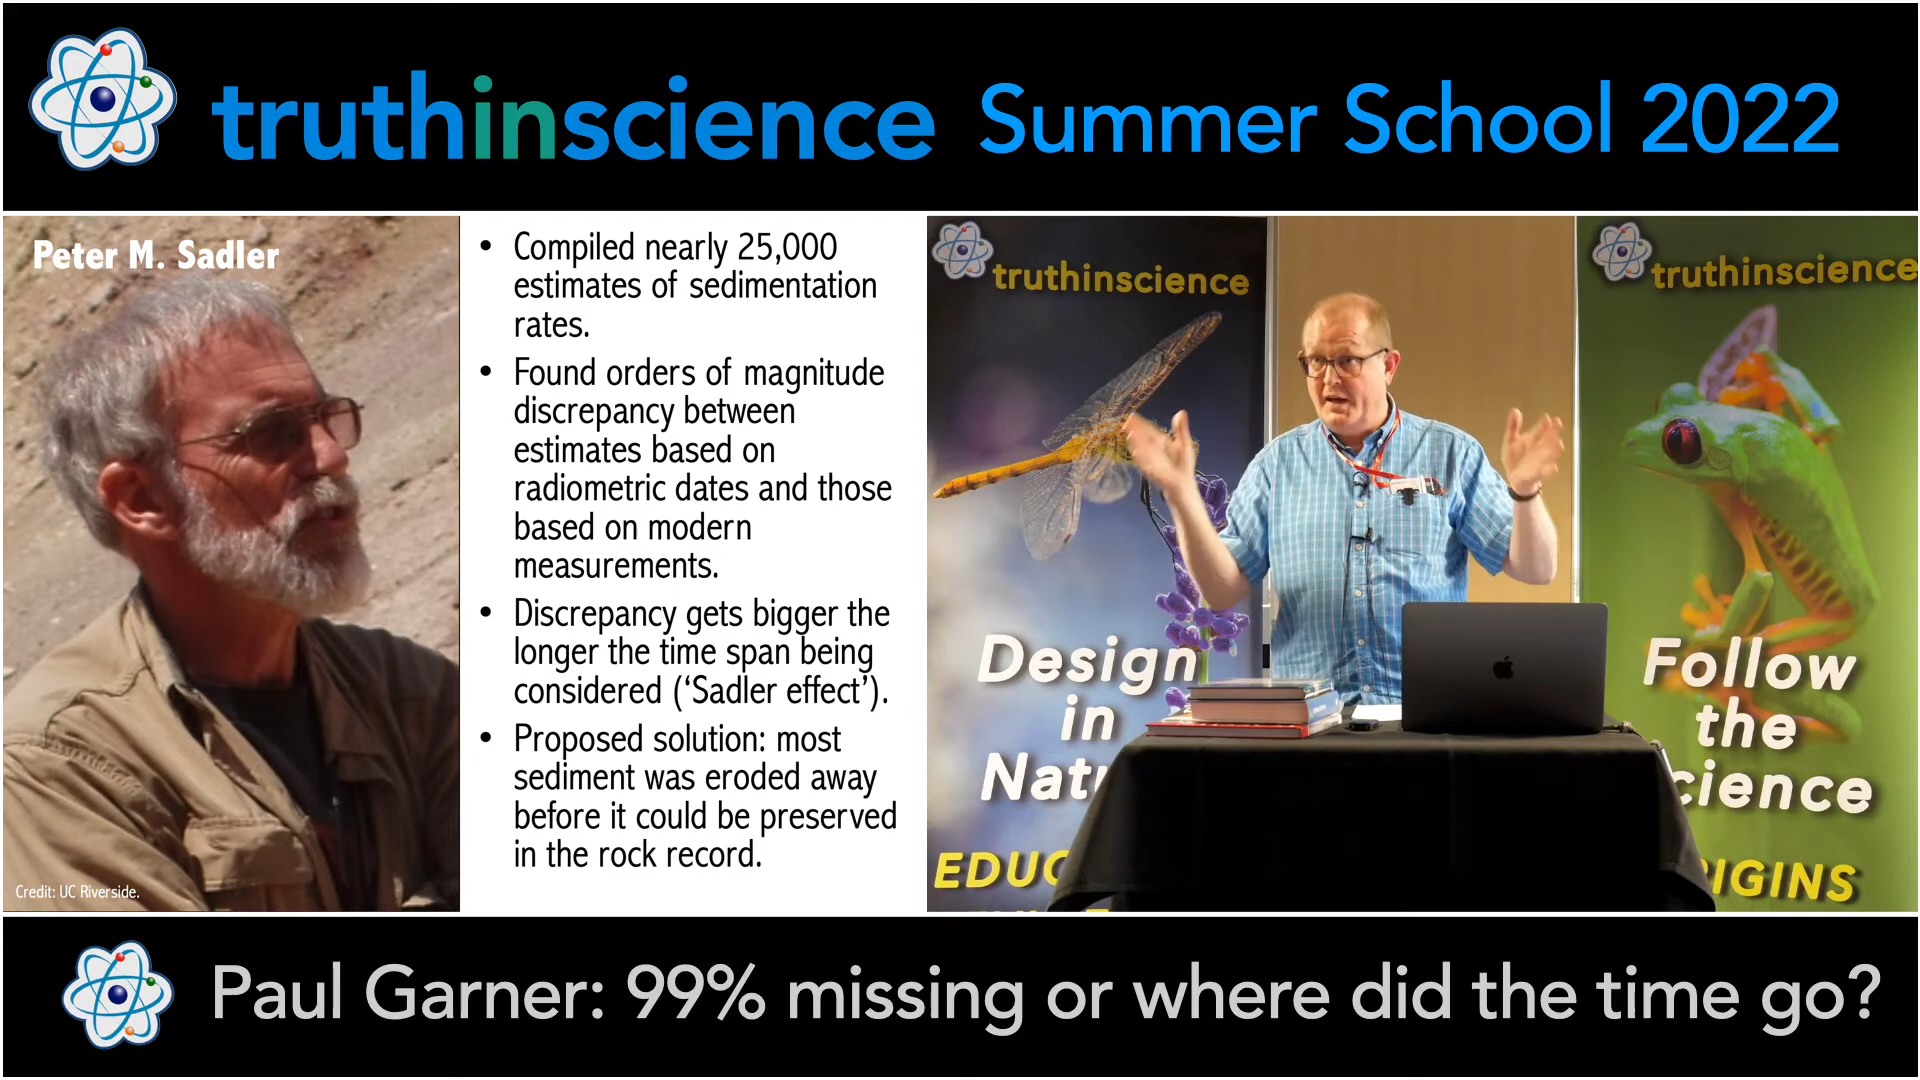 truthinscience Summer School 2022
Peter M. Sadler
Credit: UC Riverside.
• Compiled nearly 25,000
estimates of sedimentation
rates.
• Found orders of magnitude
discrepancy between
estimates based on
radiometric dates and those
based on modern
measurements.
• Discrepancy gets bigger the
longer the time span being
considered (‘Sadler effect’).
• Proposed solution: most
sediment was eroded away
before it could be preserved
in the rock record.
truthinscience
Design
in
Natu
EDUC
truthinscience
Follow
the
cience
IGINS
Paul Garner: 99% missing or where did the time go?